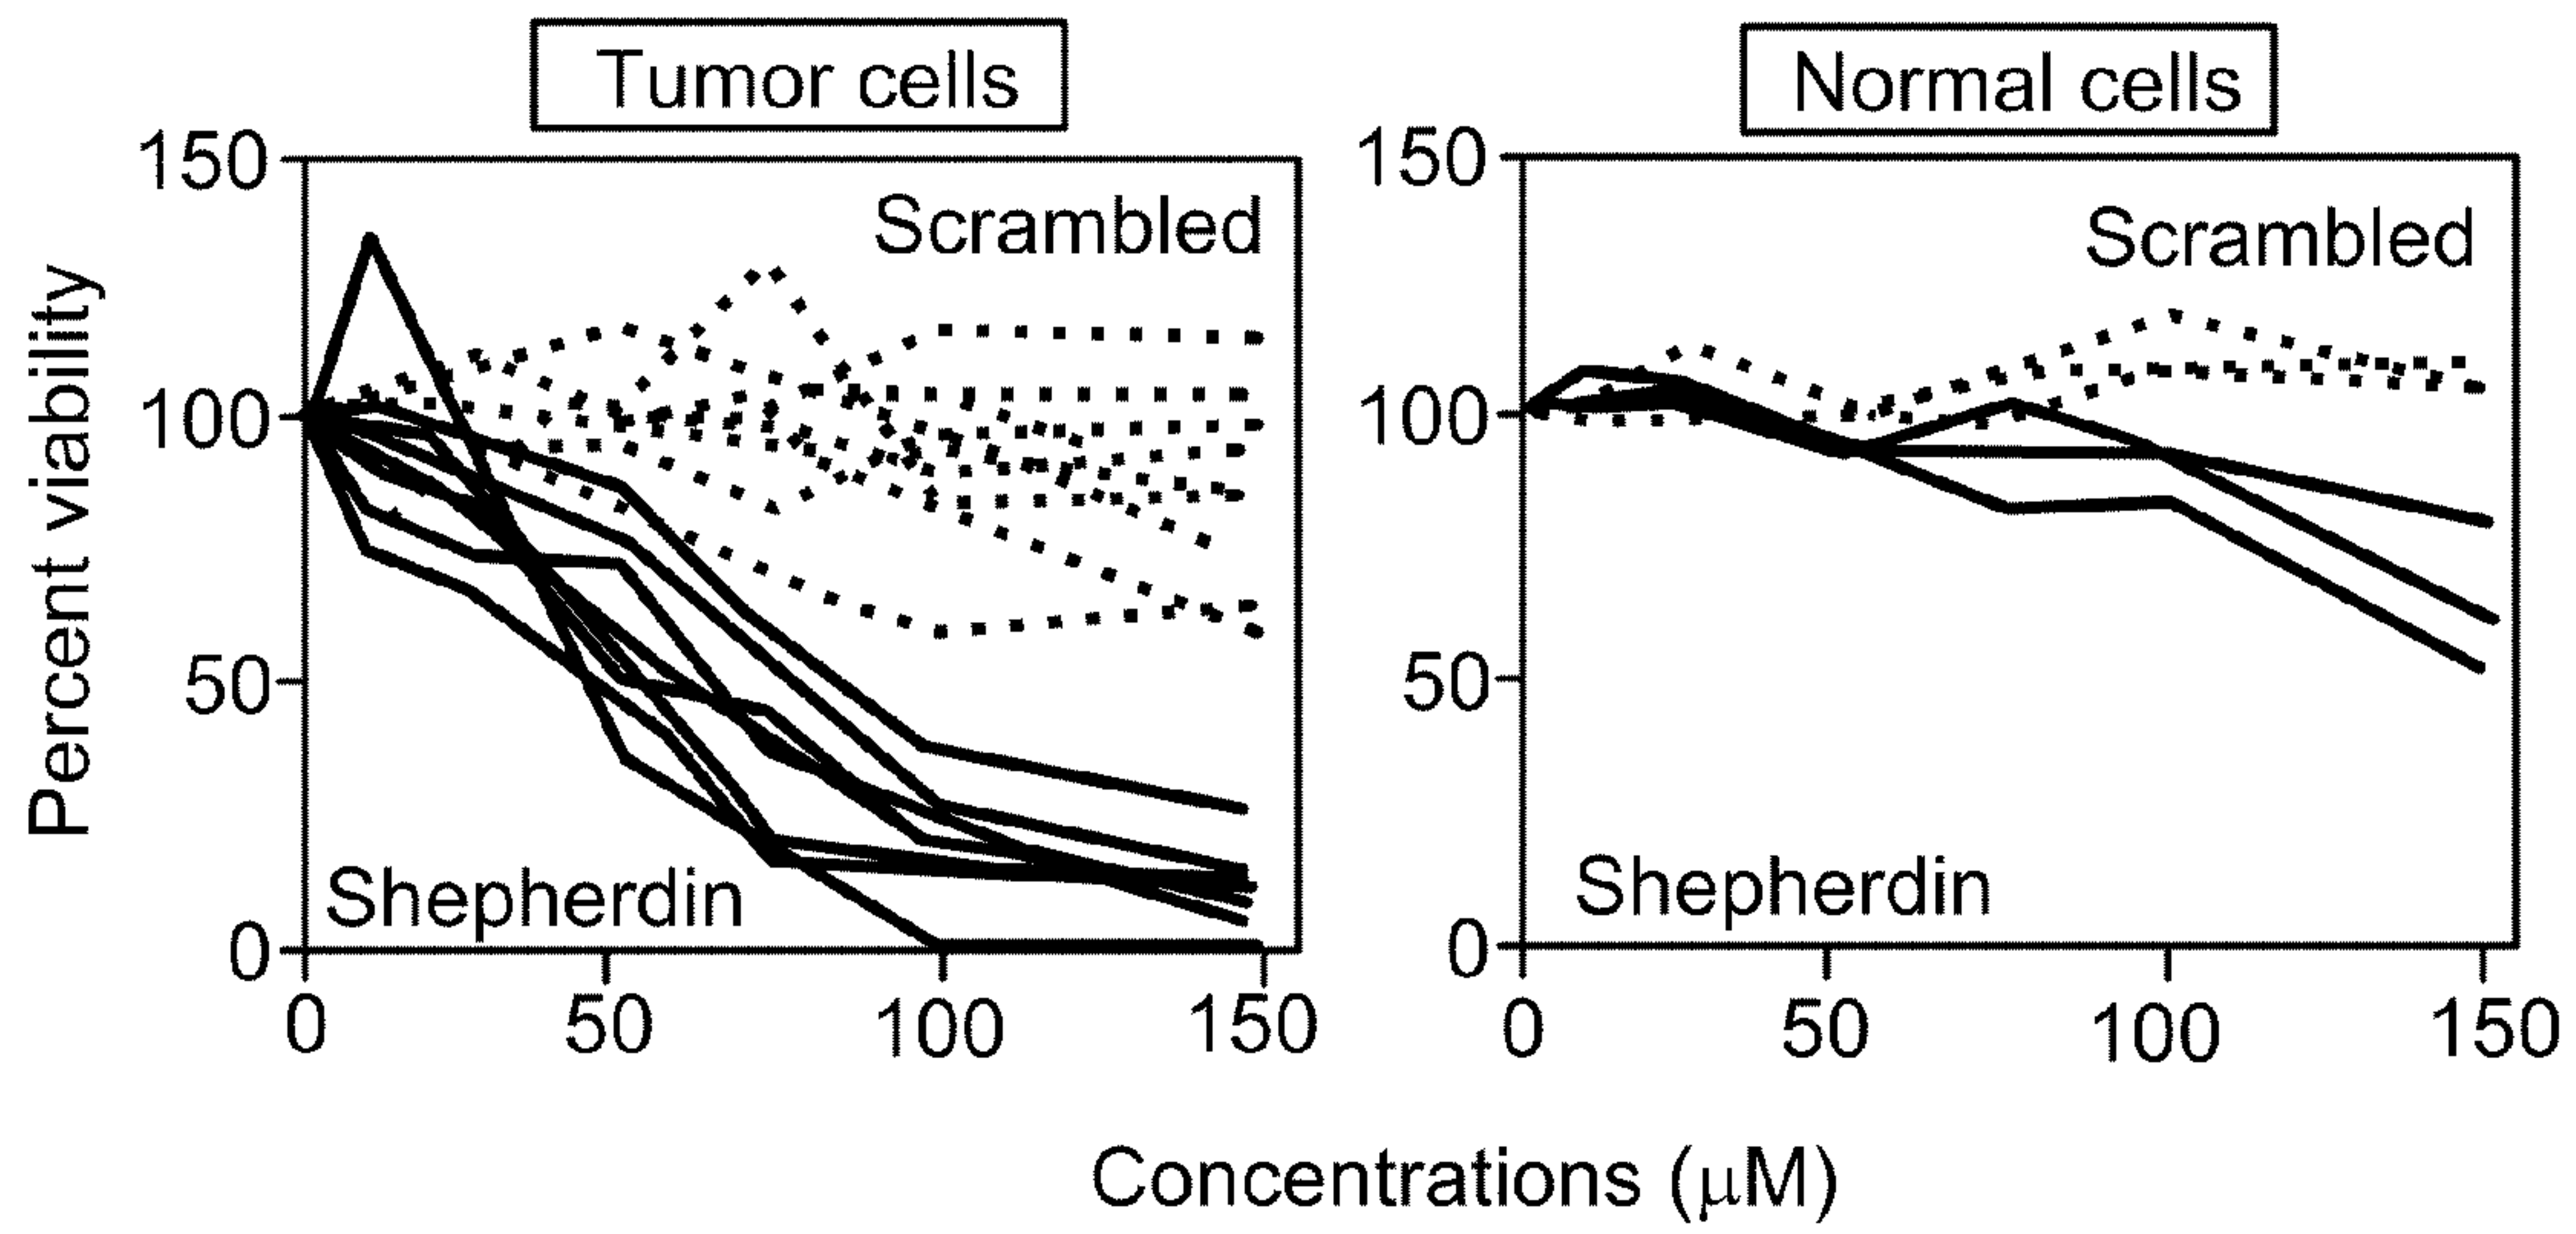 Tumor cells
Normal cells
Percent viability
150
100
50
0
Scrambled
Shepherdin
0 50 100 150
150
100
50
0
Scrambled
Shepherdin
0 50 100 150
Concentrations (μM)